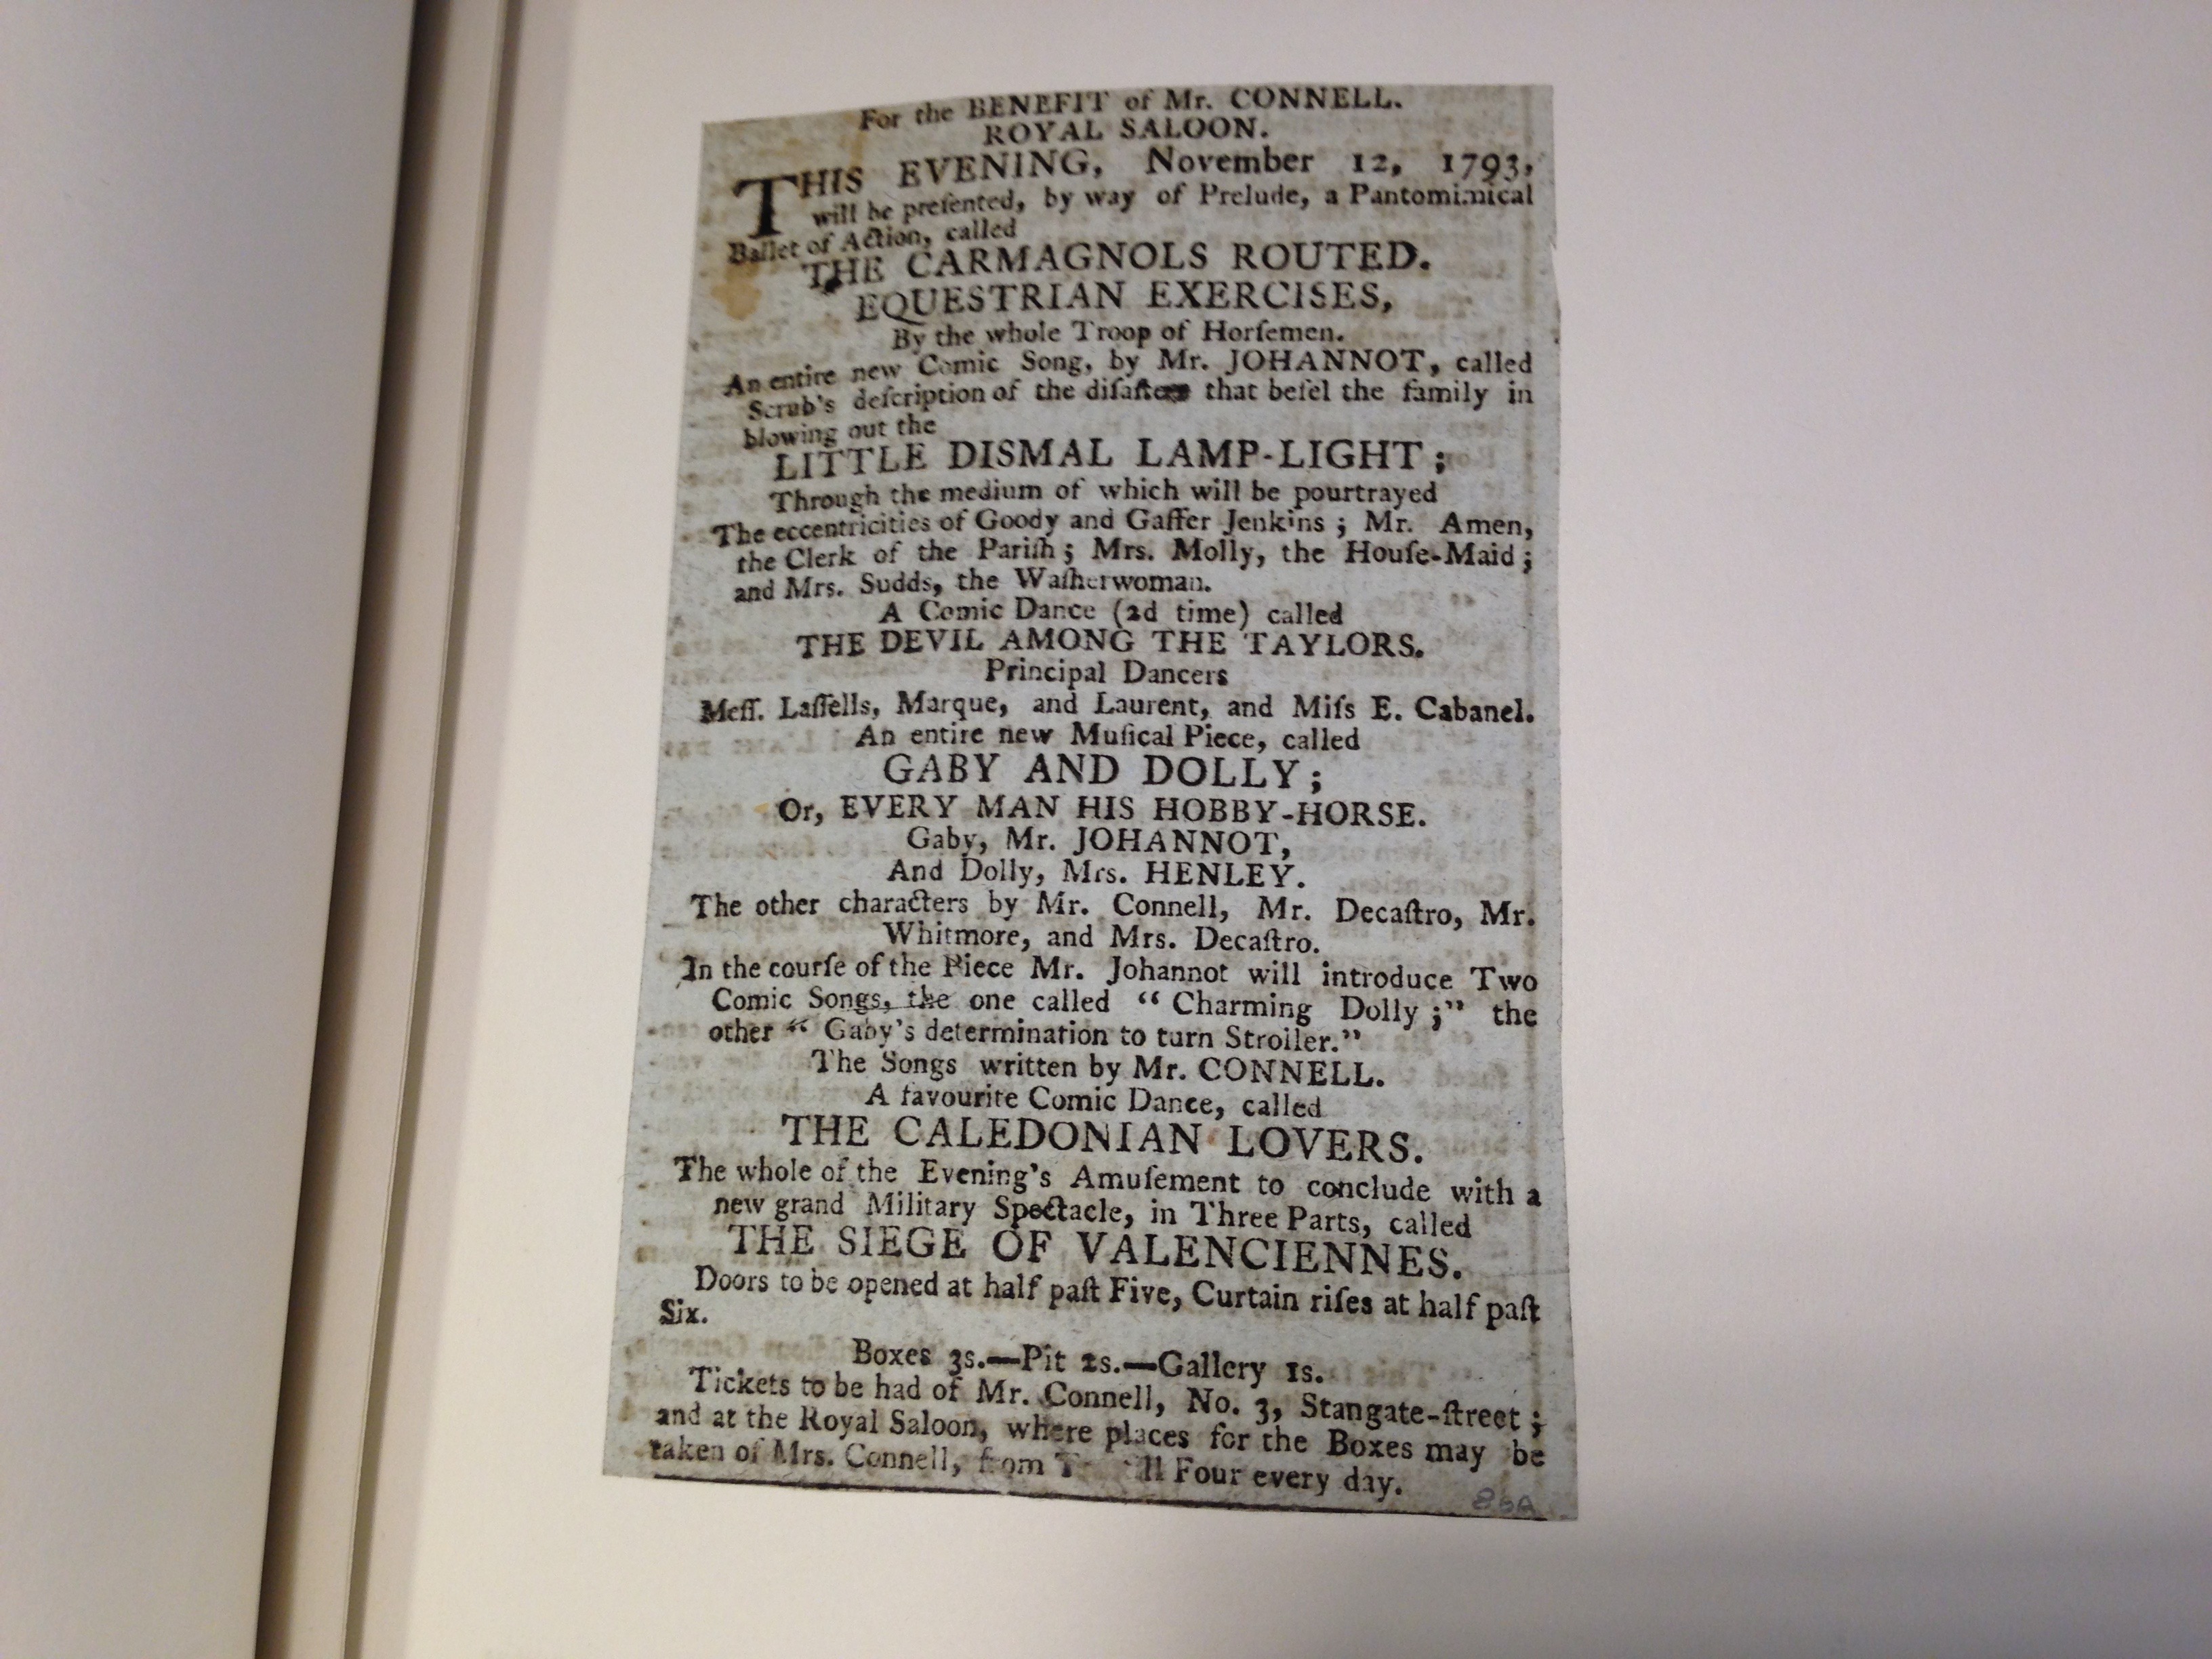 For the BENEFIT of Mr. CONNELL.
ROYAL SALOON.
THIS EVENING, November 12, 1793,
will be preſented, by way of Prelude, a Pantomimical
Ballet of Action, called
THE CARMAGNOLS ROUTED.
EQUESTRIAN EXERCISES,
By the whole Troop of Horſemen.
An entire new Comic Song, by Mr. JOHANNOT, called
Scrub's deſcription of the diſaſters that befel the family in
blowing out the
LITTLE DISMAL LAMP-LIGHT;
Through the medium of which will be pourtrayed
The eccentricities of Goody and Gaffer Jenkins; Mr. Amen,
the Clerk of the Pariſh; Mrs. Molly, the Houſe-Maid;
and Mrs. Sudds, the Waſherwoman.
A Comic Dance (2d time) called
THE DEVIL AMONG THE TAYLORS.
Principal Dancers
Meſſ. Laſſells, Marque, and Laurent, and Miſs E. Cabanel.
An entire new Muſical Piece, called
GABY AND DOLLY;
Or, EVERY MAN HIS HOBBY-HORSE.
Gaby, Mr. JOHANNOT,
And Dolly, Mrs. HENLEY.
The other characters by Mr. Connell, Mr. Decaſtro, Mr.
Whitmore, and Mrs. Decaſtro.
In the courſe of the Piece Mr. Johannot will introduce Two
Comic Songs, the one called "Charming Dolly;" the
other "Gaby's determination to turn Stroller."
The Songs written by Mr. CONNELL.
A favourite Comic Dance, called
THE CALEDONIAN LOVERS.
The whole of the Evening's Amuſement to conclude with a
new grand Military Spectacle, in Three Parts, called
THE SIEGE OF VALENCIENNES.
Doors to be opened at half paſt Five, Curtain riſes at half paſt
Six.
Boxes 3s.—Pit 2s.—Gallery 1s.
Tickets to be had of Mr. Connell, No. 3, Stangate-ſtreet;
and at the Royal Saloon, where places for the Boxes may be
taken of Mrs. Connell, from Four every day.